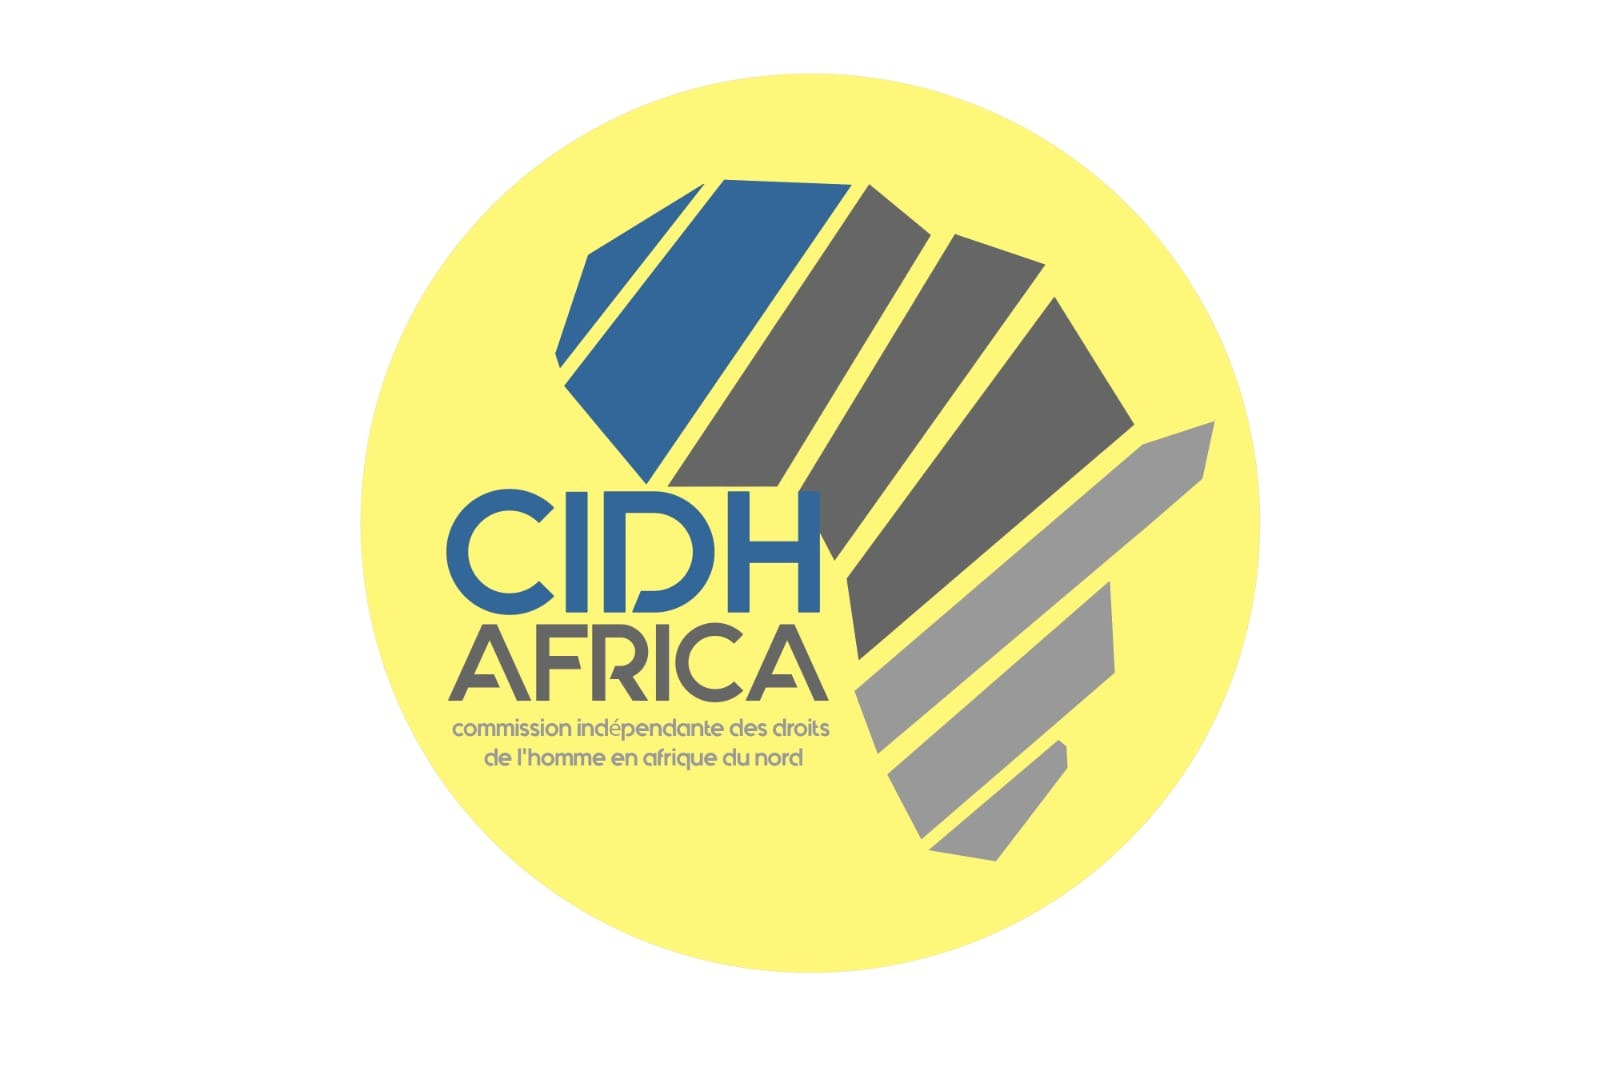 CIDH
AFRICA
commission indépendante des droits
de l'homme en afrique du nord